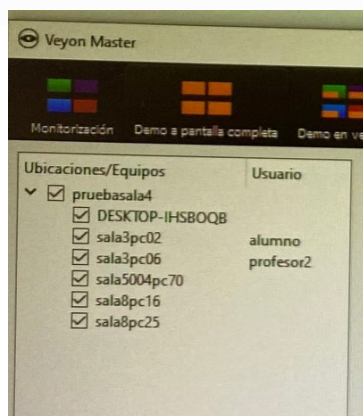 Veyon Master
Monitorización Demo a pantalla completa Demo en ve
Ubicaciones/Equipos Usuario
pruebasala4
DESKTOP-IHSBOQB
sala3pc02 alumno
sala3pc06 profesor2
sala5004pc70
sala8pc16
sala8pc25